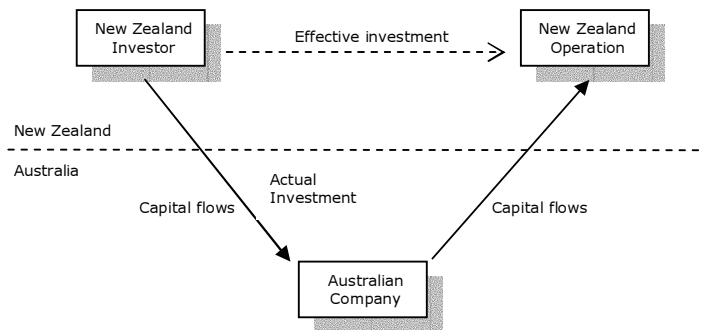 New Zealand
Investor
Effective investment
New Zealand
Operation
New Zealand
Australia
Actual
Investment
Capital flows
Capital flows
Australian
Company